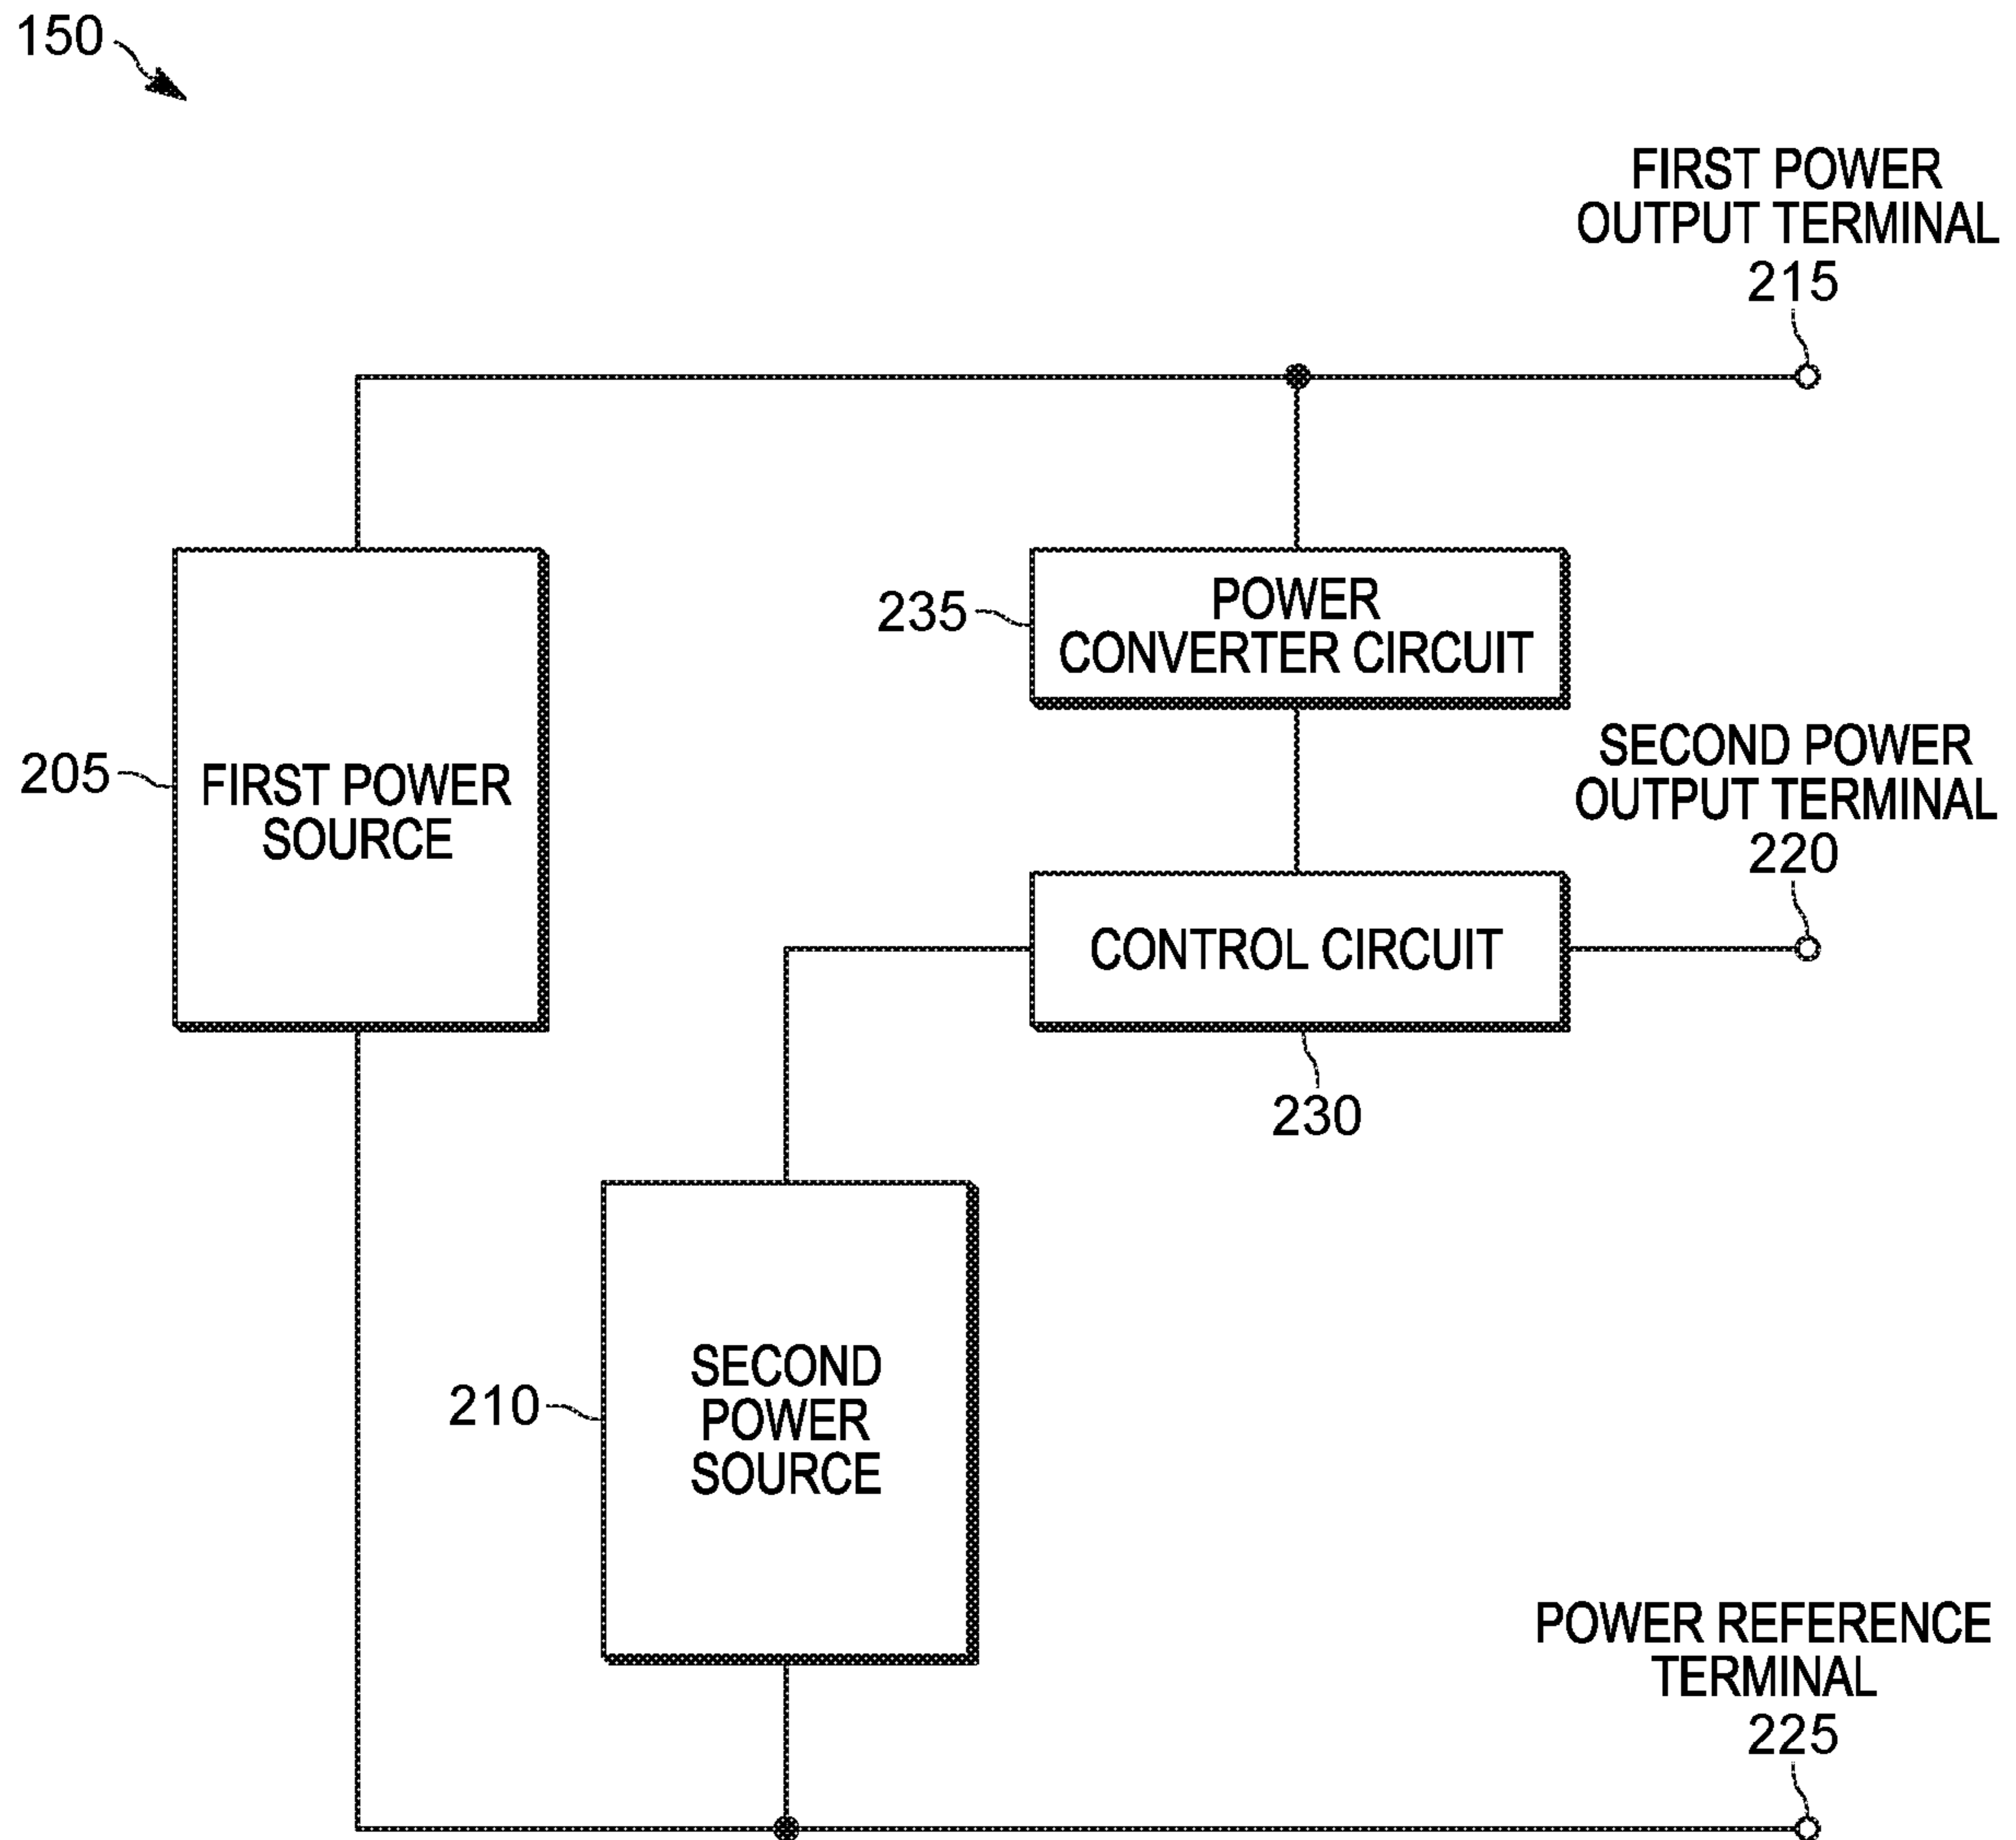 150
FIRST POWER
OUTPUT TERMINAL
215
235
POWER
CONVERTER CIRCUIT
205
FIRST POWER
SOURCE
SECOND POWER
OUTPUT TERMINAL
220
CONTROL CIRCUIT
230
210
SECOND
POWER
SOURCE
POWER REFERENCE
TERMINAL
225